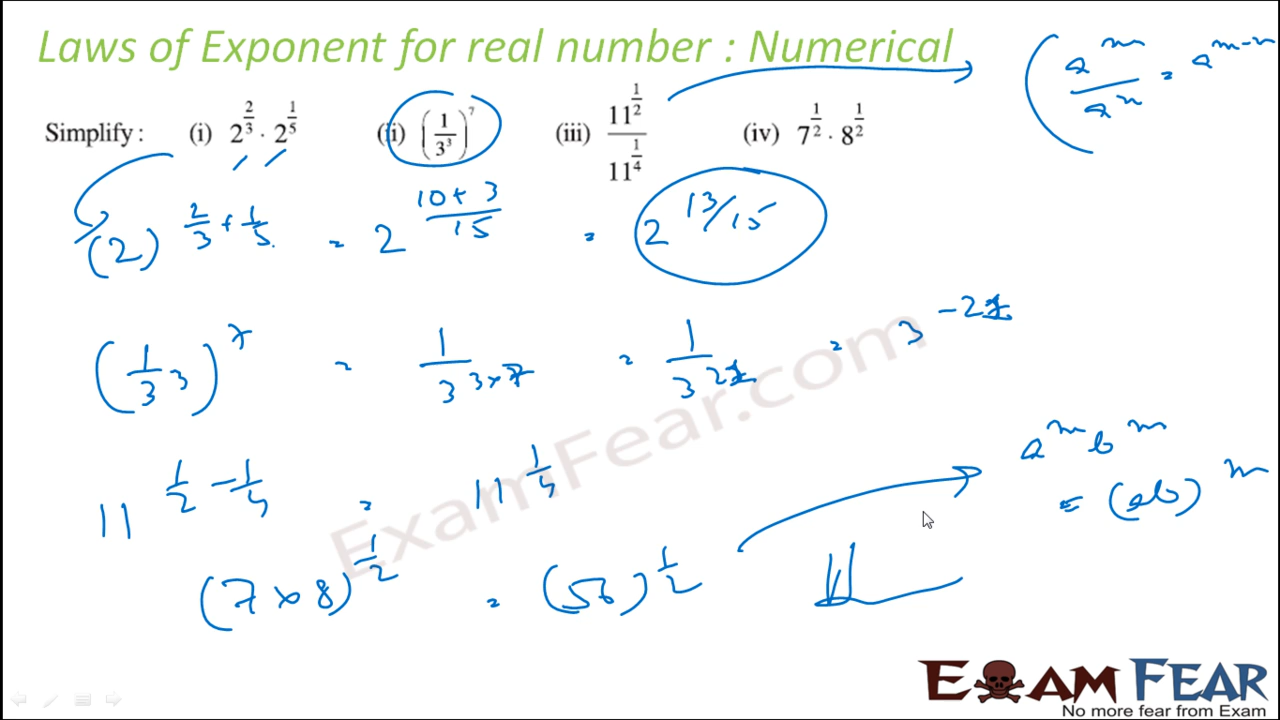 Laws of Exponent for real number : Numerical
a^m / a^n = a^(m-n)
Simplify : (i) 2^(2/3) · 2^(1/5) (ii) (1/3^3)^7 (iii) 11^(1/2) / 11^(1/4) (iv) 7^(1/2) · 8^(1/2)
(2)^(2/3 + 1/5) = 2^((10+3)/15) = 2^(13/15)
(1/3^3)^7 = 1/3^(3×7) = 1/3^21 = 3^-21
11^(1/2 - 1/4) = 11^(1/4)
a^m b^m
= (ab)^m
(7×8)^(1/2) = (56)^(1/2)
ExamFear.com
EXAM FEAR
No more fear from Exam